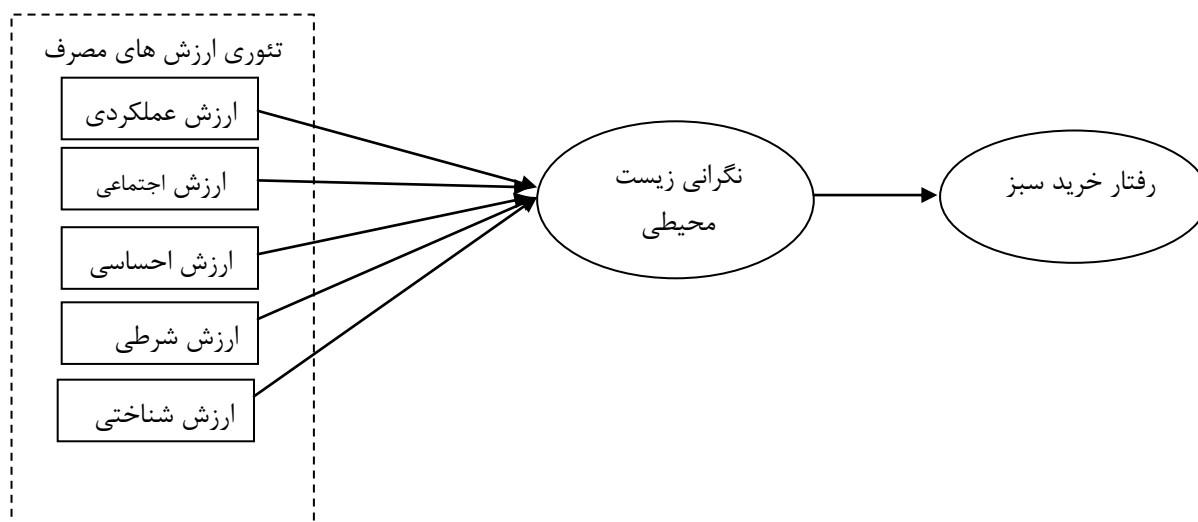 تئوری ارزش های مصرف
ارزش عملکردی
ارزش اجتماعی
ارزش احساسی
ارزش شرطی
ارزش شناختی
نگرانی زیست
محیطی
رفتار خرید سبز